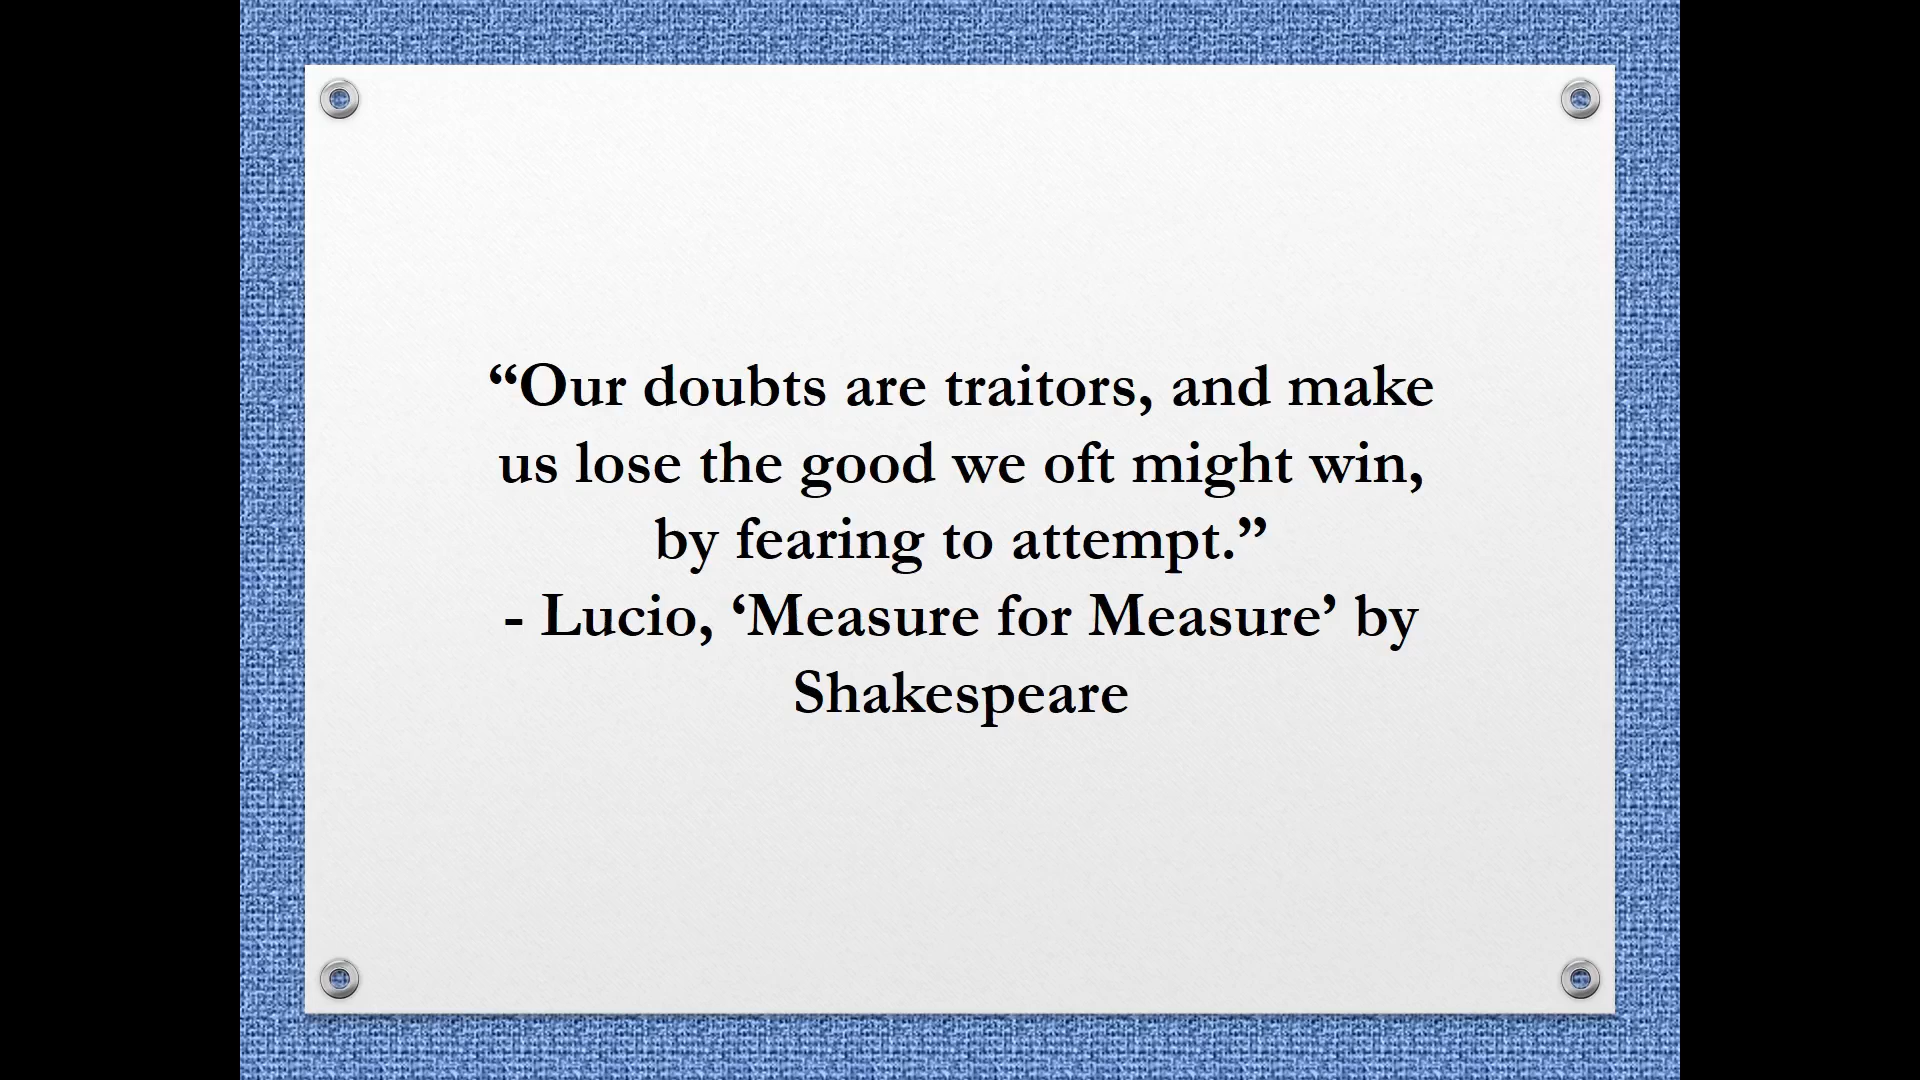 “Our doubts are traitors, and make
us lose the good we oft might win,
by fearing to attempt.”
- Lucio, ‘Measure for Measure’ by
Shakespeare